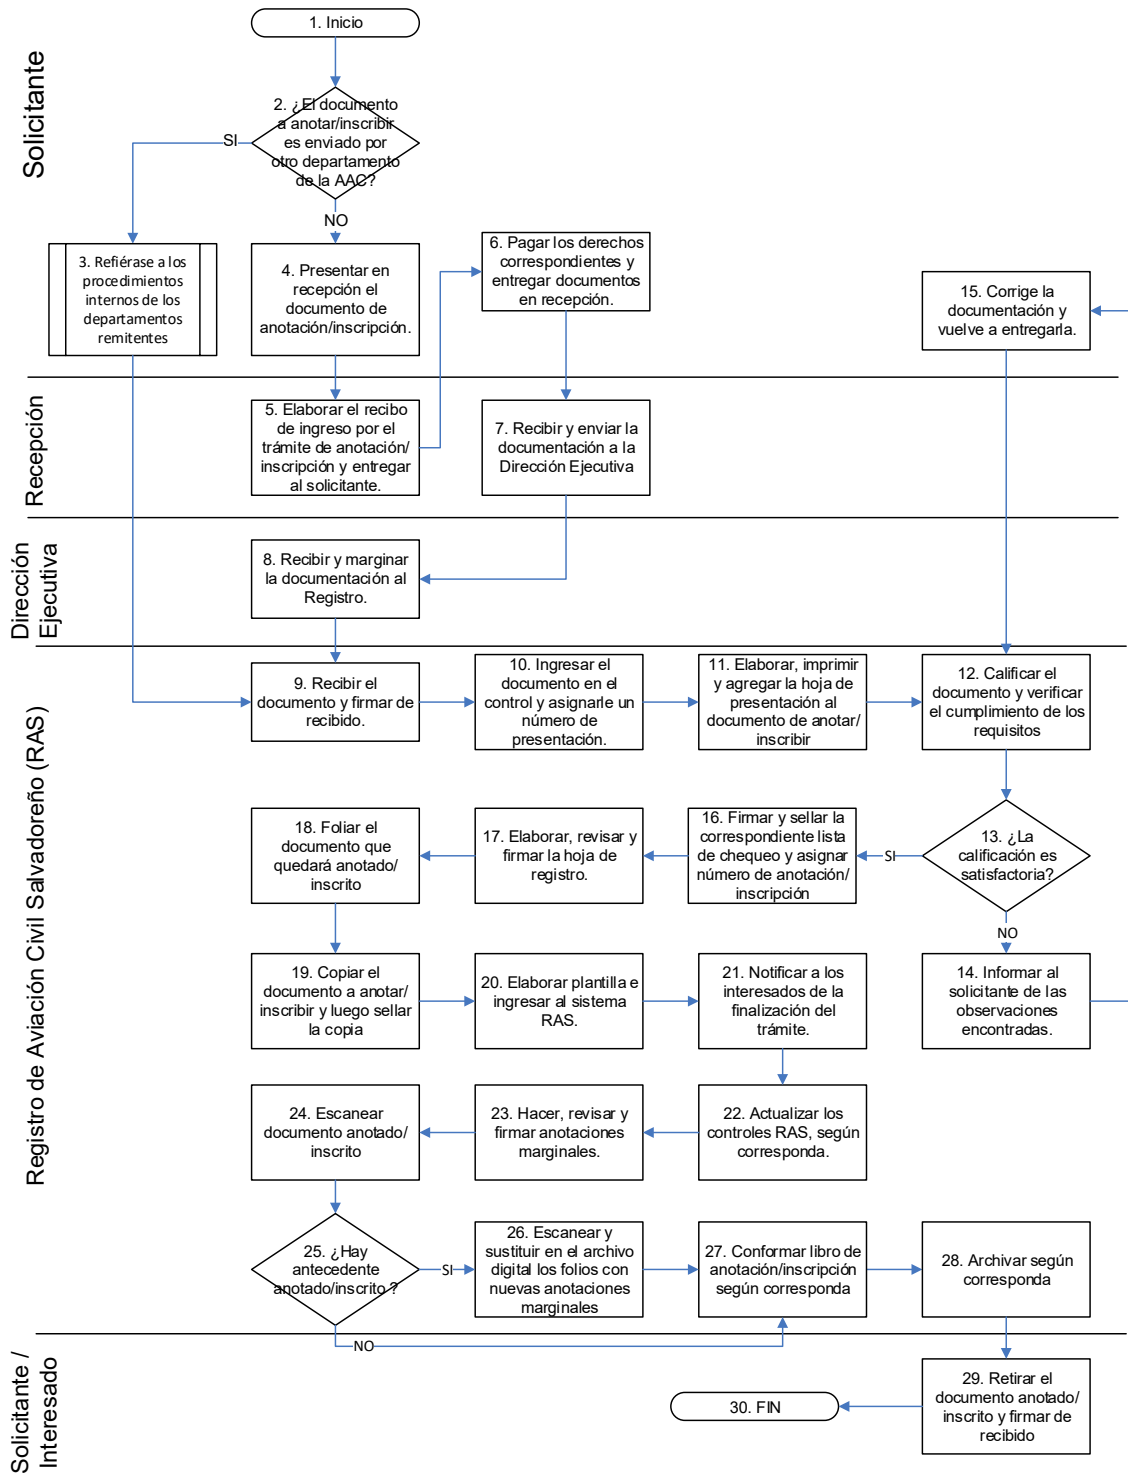 Solicitante
1. Inicio
2. ¿El documento
a anotar/inscribir
es enviado por
otro departamento
de la AAC?
SI
NO
3. Refiérase a los
procedimientos
internos de los
departamentos
remitentes
4. Presentar en
recepción el
documento de
anotación/inscripción.
6. Pagar los derechos
correspondientes y
entregar documentos
en recepción.
15. Corrige la
documentación y
vuelve a entregarla.
Recepción
5. Elaborar el recibo
de ingreso por el
trámite de anotación/
inscripción y entregar
al solicitante.
7. Recibir y enviar la
documentación a la
Dirección Ejecutiva
Dirección
Ejecutiva
8. Recibir y marginar
la documentación al
Registro.
Registro de Aviación Civil Salvadoreño (RAS)
9. Recibir el
documento y firmar de
recibido.
10. Ingresar el
documento en el
control y asignarle un
número de
presentación.
11. Elaborar, imprimir
y agregar la hoja de
presentación al
documento de anotar/
inscribir
12. Calificar el
documento y verificar
el cumplimiento de los
requisitos
18. Foliar el
documento que
quedará anotado/
inscrito
17. Elaborar, revisar y
firmar la hoja de
registro.
16. Firmar y sellar la
correspondiente lista
de chequeo y asignar
número de anotación/
inscripción
SI
13. ¿La
calificación es
satisfactoria?
NO
19. Copiar el
documento a anotar/
inscribir y luego sellar
la copia
20. Elaborar plantilla e
ingresar al sistema
RAS.
21. Notificar a los
interesados de la
finalización del
trámite.
14. Informar al
solicitante de las
observaciones
encontradas.
24. Escanear
documento anotado/
inscrito
23. Hacer, revisar y
firmar anotaciones
marginales.
22. Actualizar los
controles RAS, según
corresponda.
25. ¿Hay
antecedente
anotado/inscrito ?
SI
26. Escanear y
sustituir en el archivo
digital los folios con
nuevas anotaciones
marginales
27. Conformar libro de
anotación/inscripción
según corresponda
28. Archivar según
corresponda
NO
Solicitante /
Interesado
30. FIN
29. Retirar el
documento anotado/
inscrito y firmar de
recibido